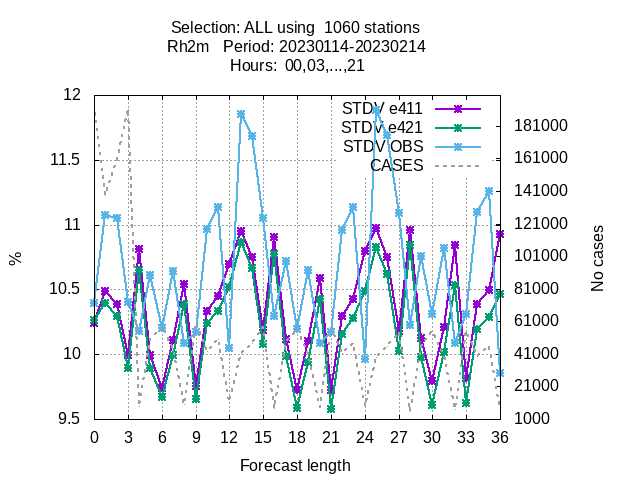 Selection: ALL using  1060 stations
Rh2m   Period: 20230114-20230214
Hours:  00,03,...,21
STDV e411
STDV e421
STDV OBS
CASES
%
12
11.5
11
10.5
10
9.5
181000
161000
141000
121000
101000
81000
61000
41000
21000
1000
No cases
0 3 6 9 12 15 18 21 24 27 30 33 36
Forecast length